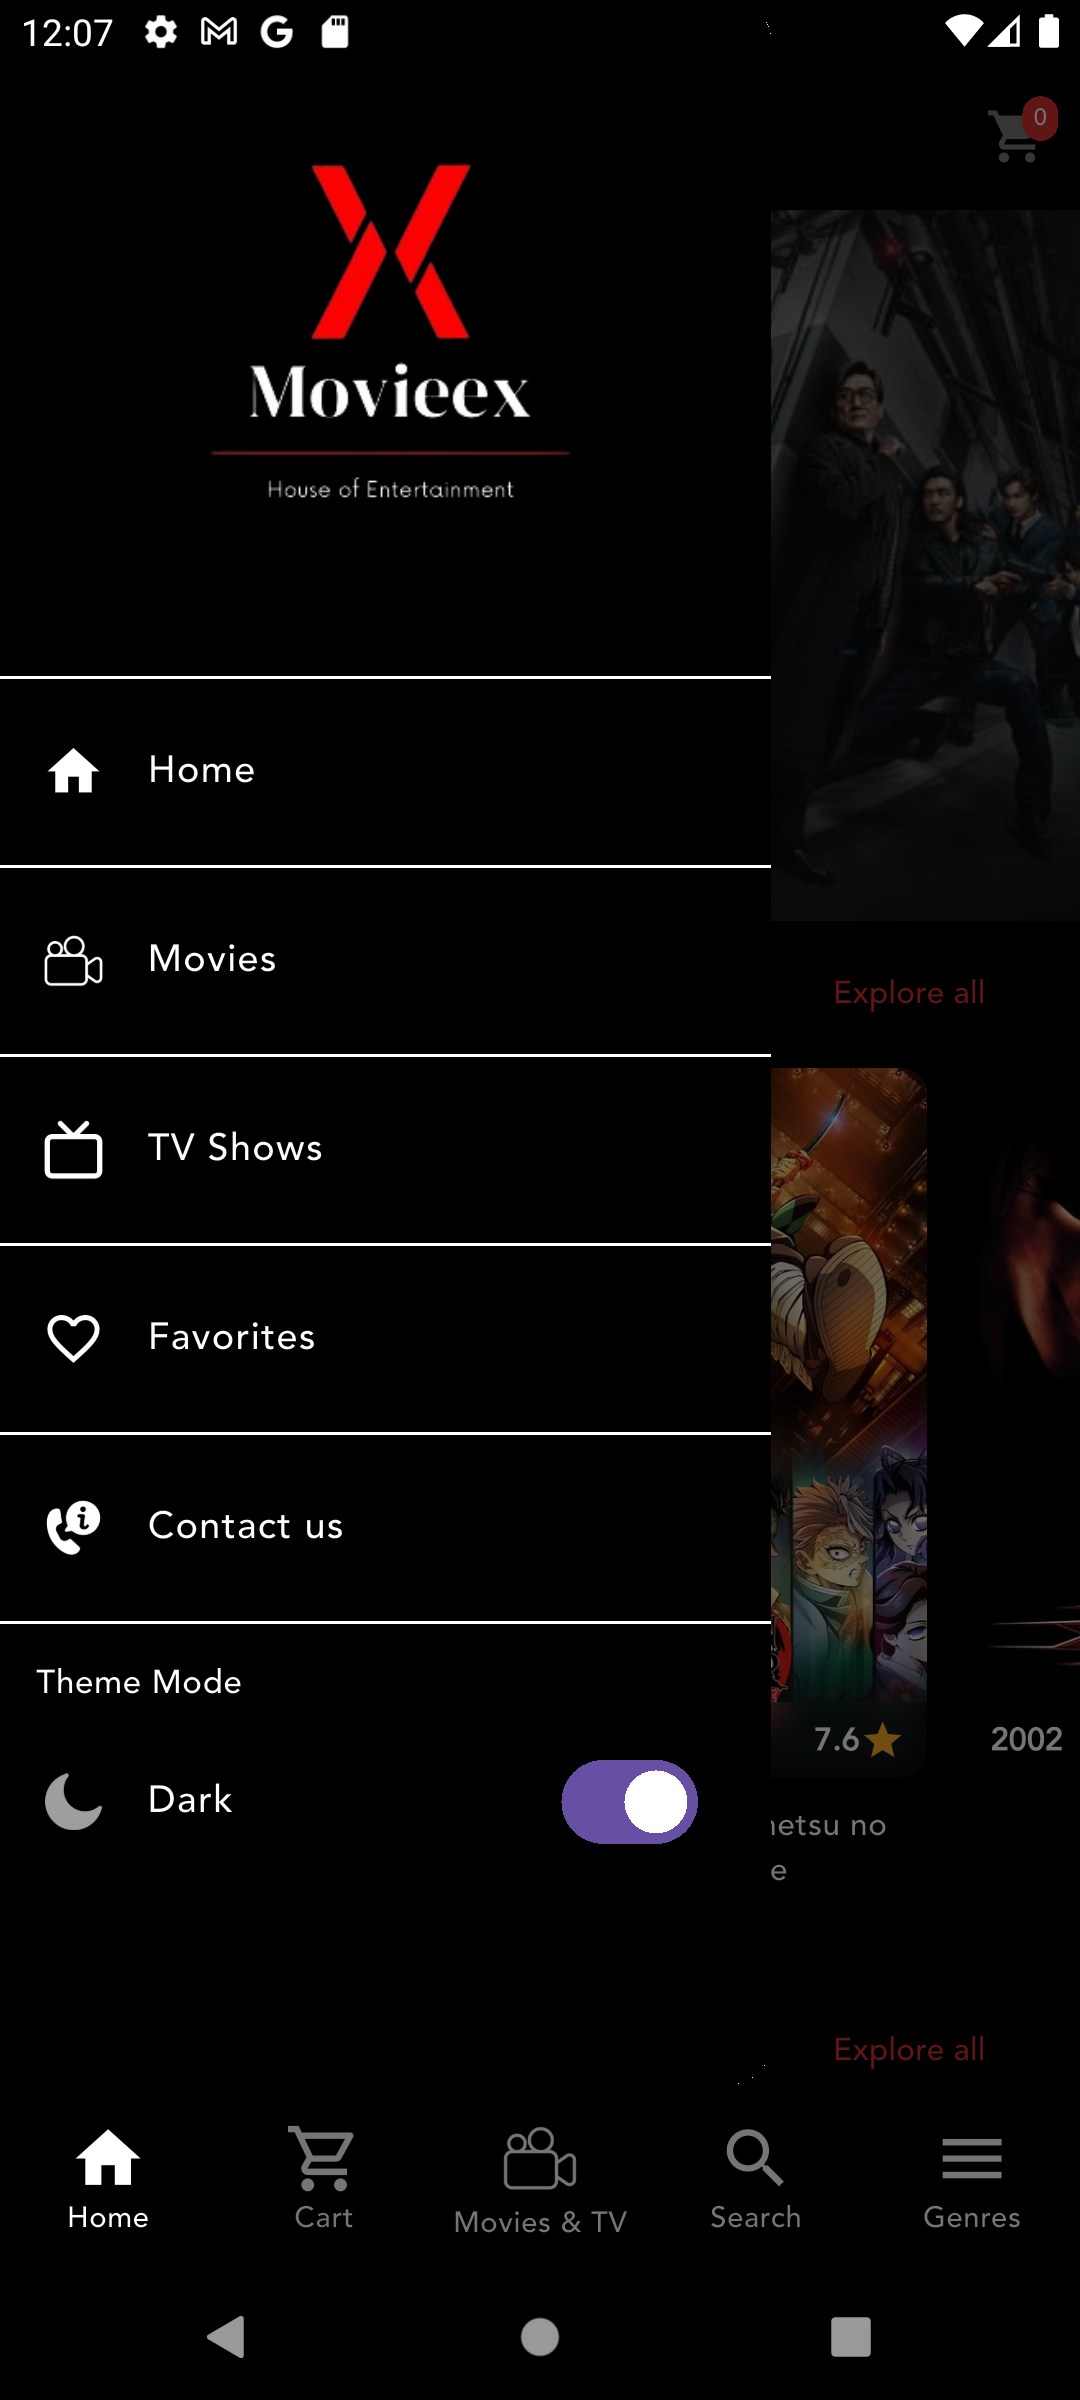 12:07
0
Movieex
House of Entertainment
Home
Movies
Explore all
TV Shows
Favorites
Contact us
Theme Mode
7.6
2002
Dark
etsu no
e
Explore all
Home
Cart
Movies & TV
Search
Genres